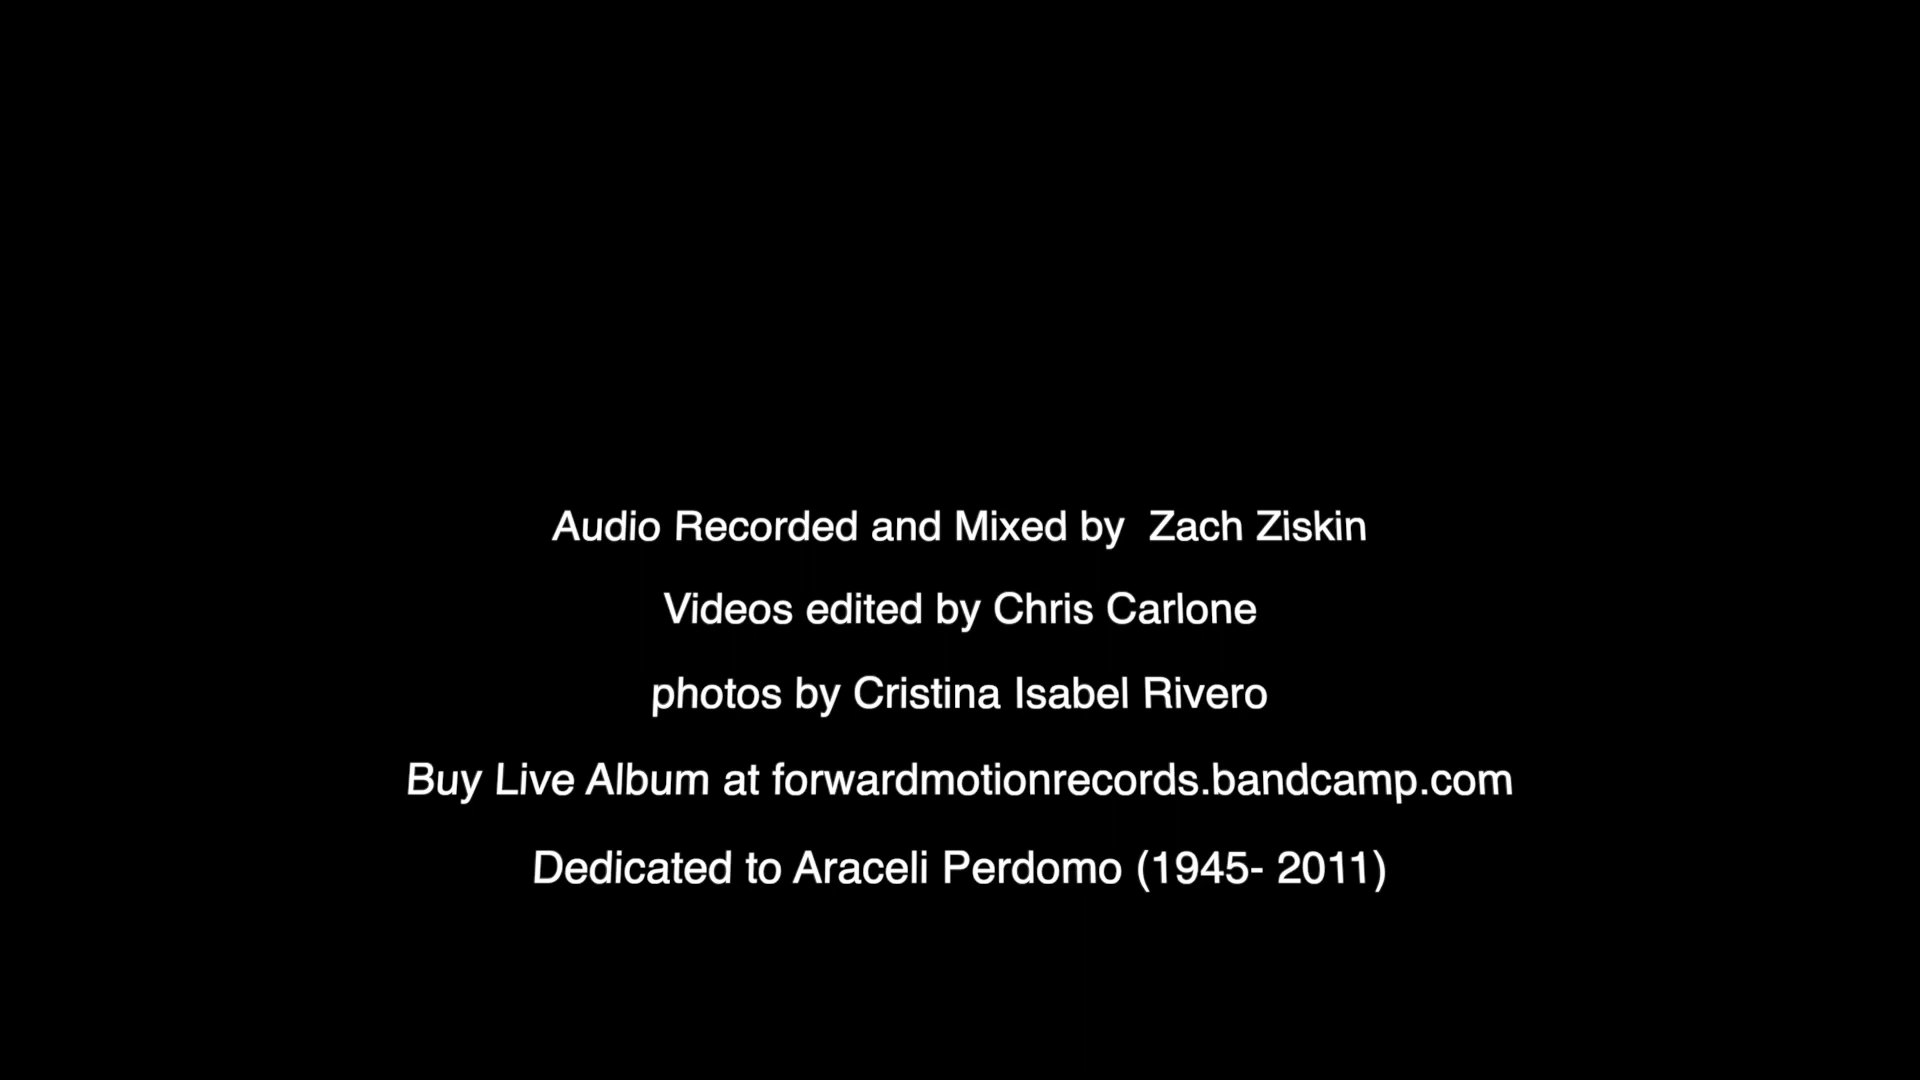 Audio Recorded and Mixed by  Zach Ziskin
Videos edited by Chris Carlone
photos by Cristina Isabel Rivero
Buy Live Album at forwardmotionrecords.bandcamp.com
Dedicated to Araceli Perdomo (1945- 2011)